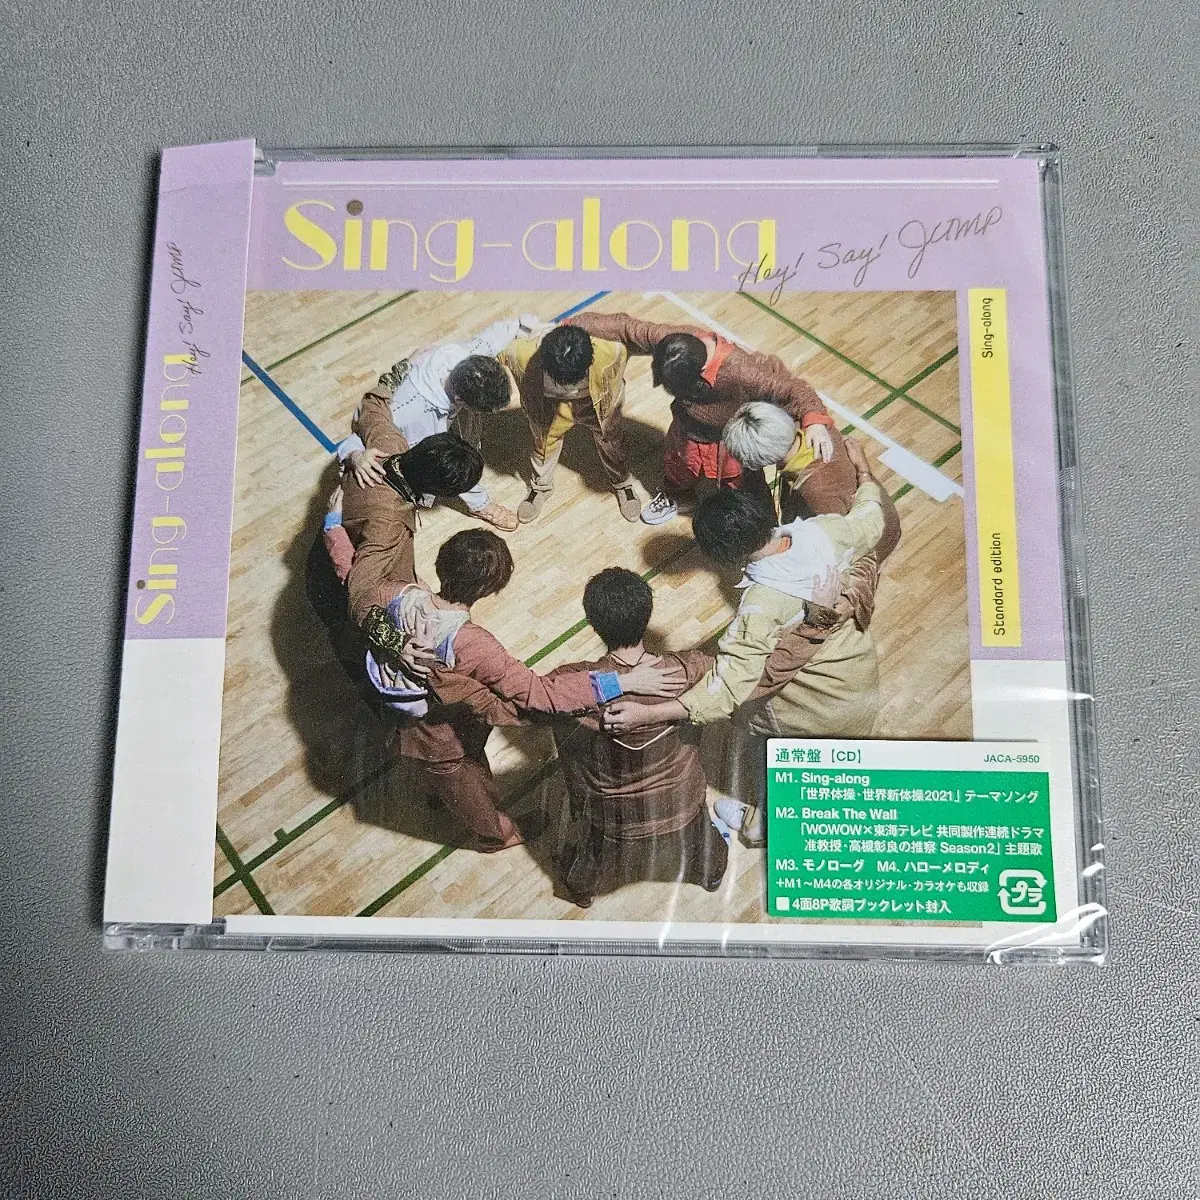 Sing-along
Hey! Say! JUMP
Sing-along
Hey! Say! JUMP
Sing-along
Standard edition
通常盤【CD】
JACA-5950
M1. Sing-along
「世界体操・世界新体操2021」テーマソング
M2. Break The Wall
「WOWOW×東海テレビ 共同製作連続ドラマ
准教授・高槻彰良の推察 Season2」主題歌
M3. モノローグ M4. ハローメロディ
+M1〜M4の各オリジナル・カラオケも収録
■ 4面8P歌詞ブックレット封入
プラ